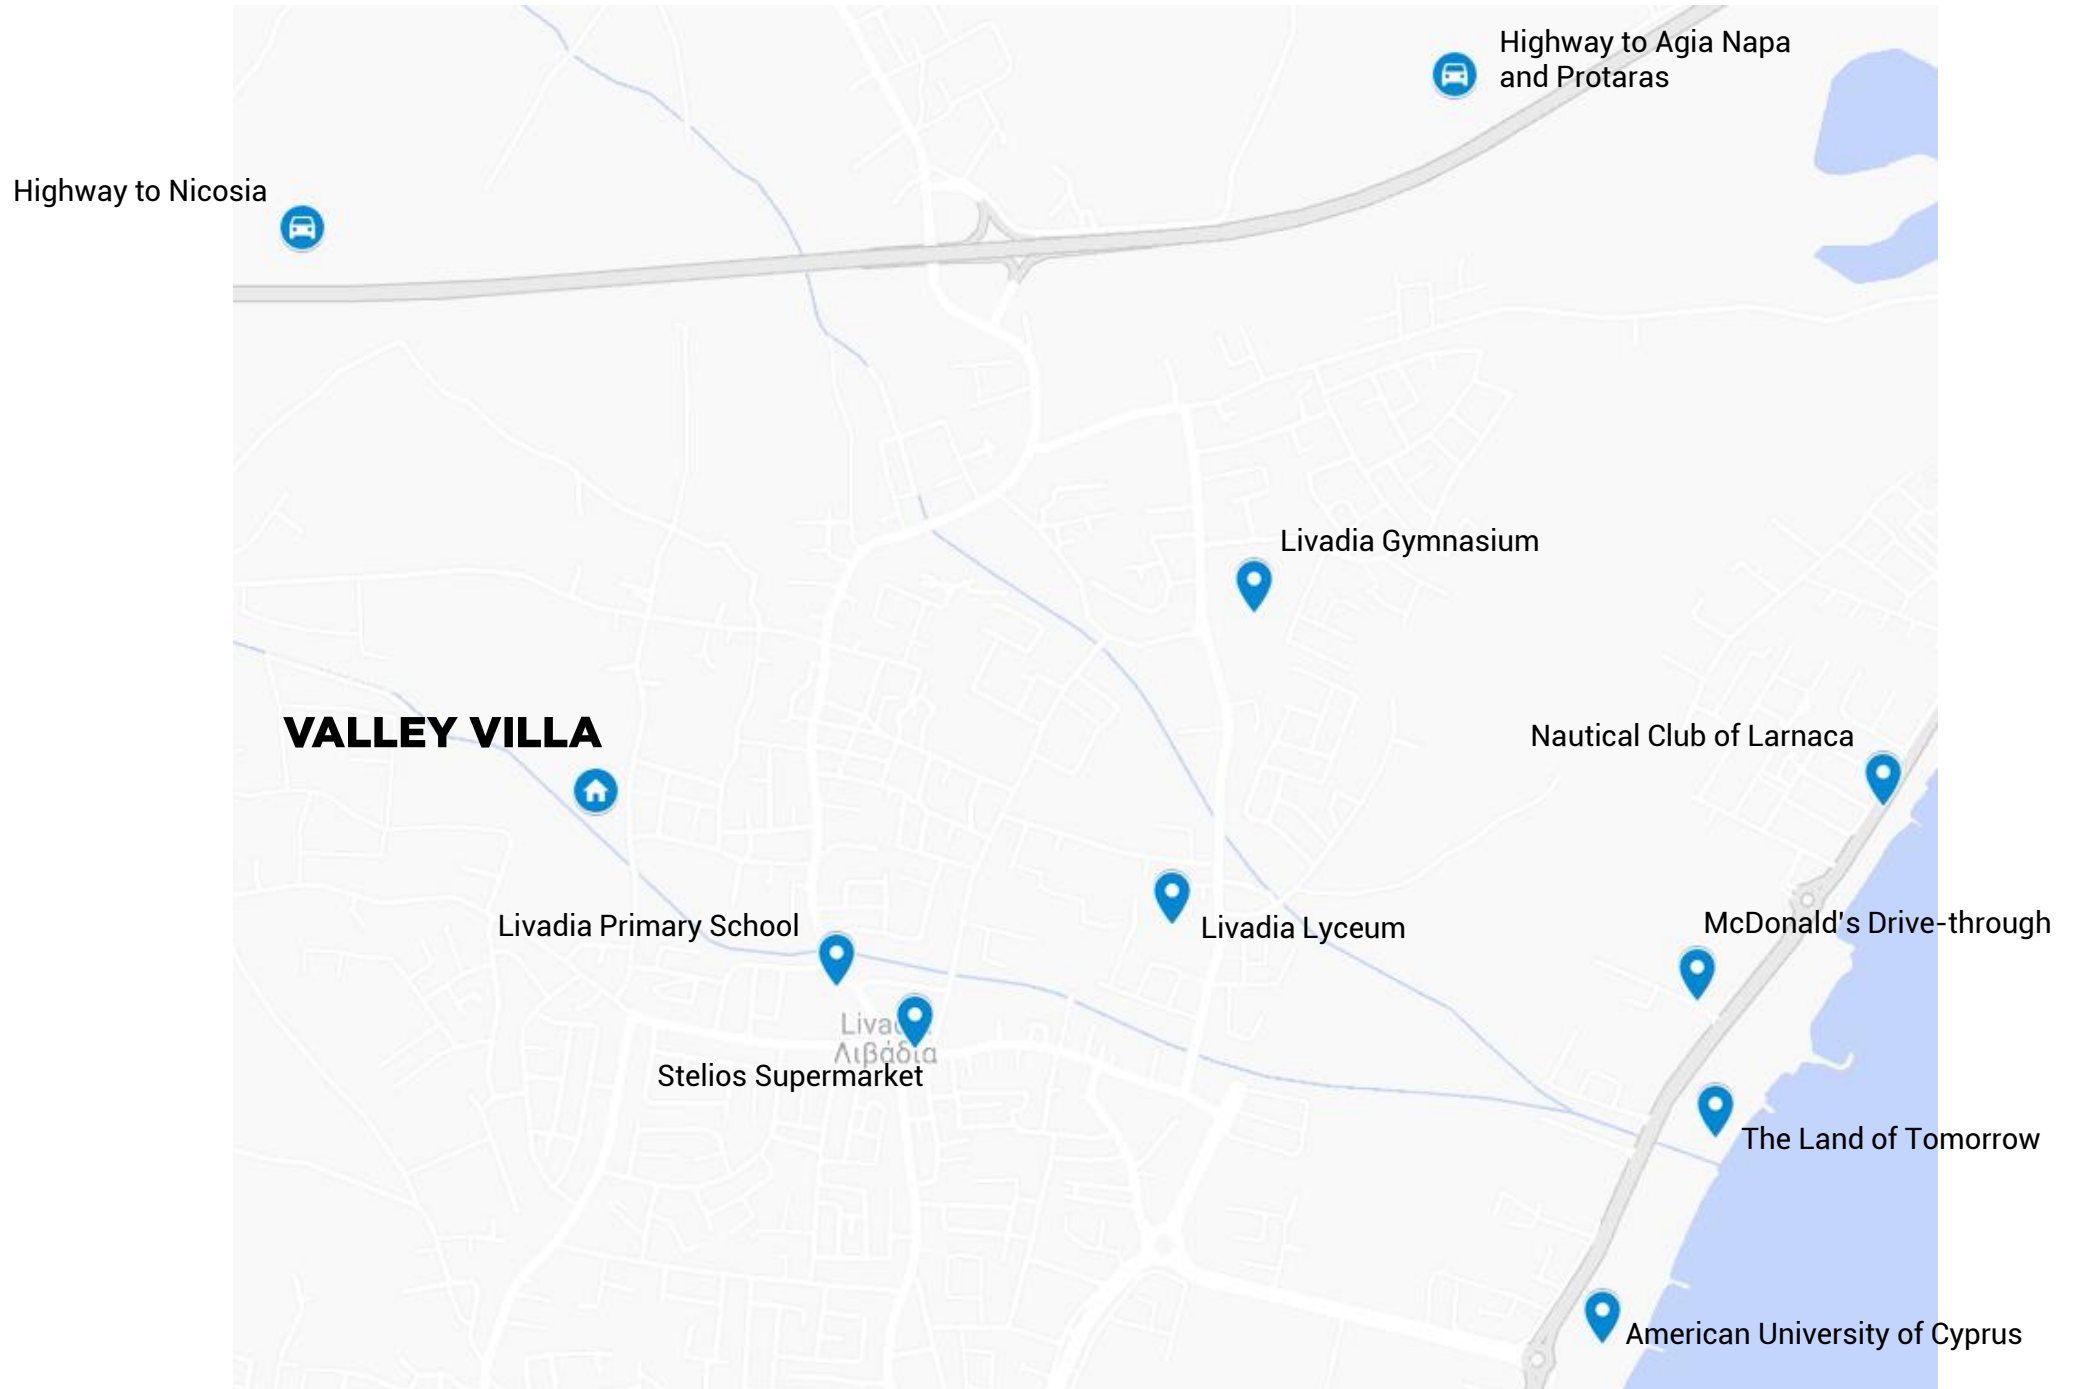 Highway to Agia Napa
and Protaras
Highway to Nicosia
Livadia Gymnasium
VALLEY VILLA
Nautical Club of Larnaca
Livadia Primary School
Livadia Lyceum
McDonald's Drive-through
Λιβάδια
Stelios Supermarket
The Land of Tomorrow
American University of Cyprus